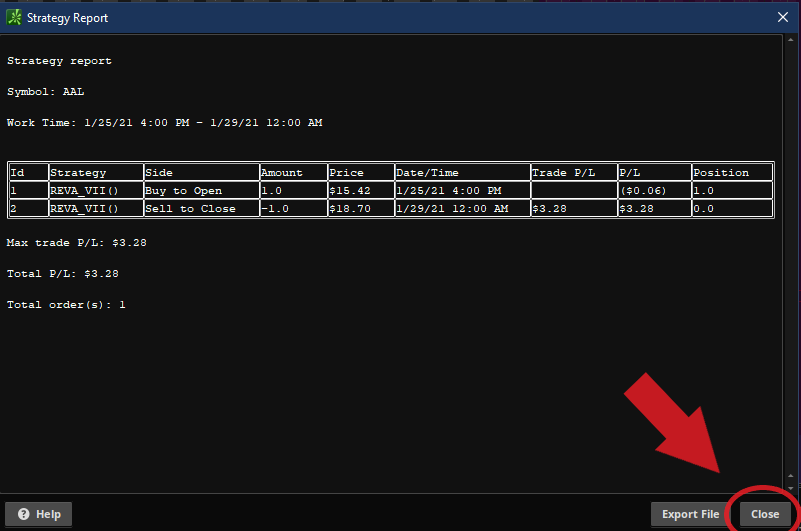 Strategy Report
Strategy report
Symbol: AAL
Work Time: 1/25/21 4:00 PM - 1/29/21 12:00 AM
Id Strategy Side Amount Price Date/Time Trade P/L P/L Position
1 REVA_VII() Buy to Open 1.0 $15.42 1/25/21 4:00 PM ($0.06) 1.0
2 REVA_VII() Sell to Close -1.0 $18.70 1/29/21 12:00 AM $3.28 $3.28 0.0
Max trade P/L: $3.28
Total P/L: $3.28
Total order(s): 1
Help Export File Close